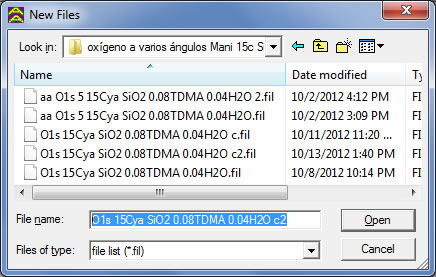 New Files
Look in: oxígeno a varios ángulos Mani 15c S
Name Date modified Ty
aa O1s 5 15Cya SiO2 0.08TDMA 0.04H2O 2.fil 10/2/2012 4:12 PM FI
aa O1s 5 15Cya SiO2 0.08TDMA 0.04H2O.fil 10/2/2012 3:09 PM FI
O1s 15Cya SiO2 0.08TDMA 0.04H2O c.fil 10/11/2012 11:20 ... FI
O1s 15Cya SiO2 0.08TDMA 0.04H2O c2.fil 10/13/2012 1:40 PM FI
O1s 15Cya SiO2 0.08TDMA 0.04H2O.fil 10/8/2012 10:14 PM FI
File name: O1s 15Cya SiO2 0.08TDMA 0.04H2O c2 Open
Files of type: file list (*.fil) Cancel